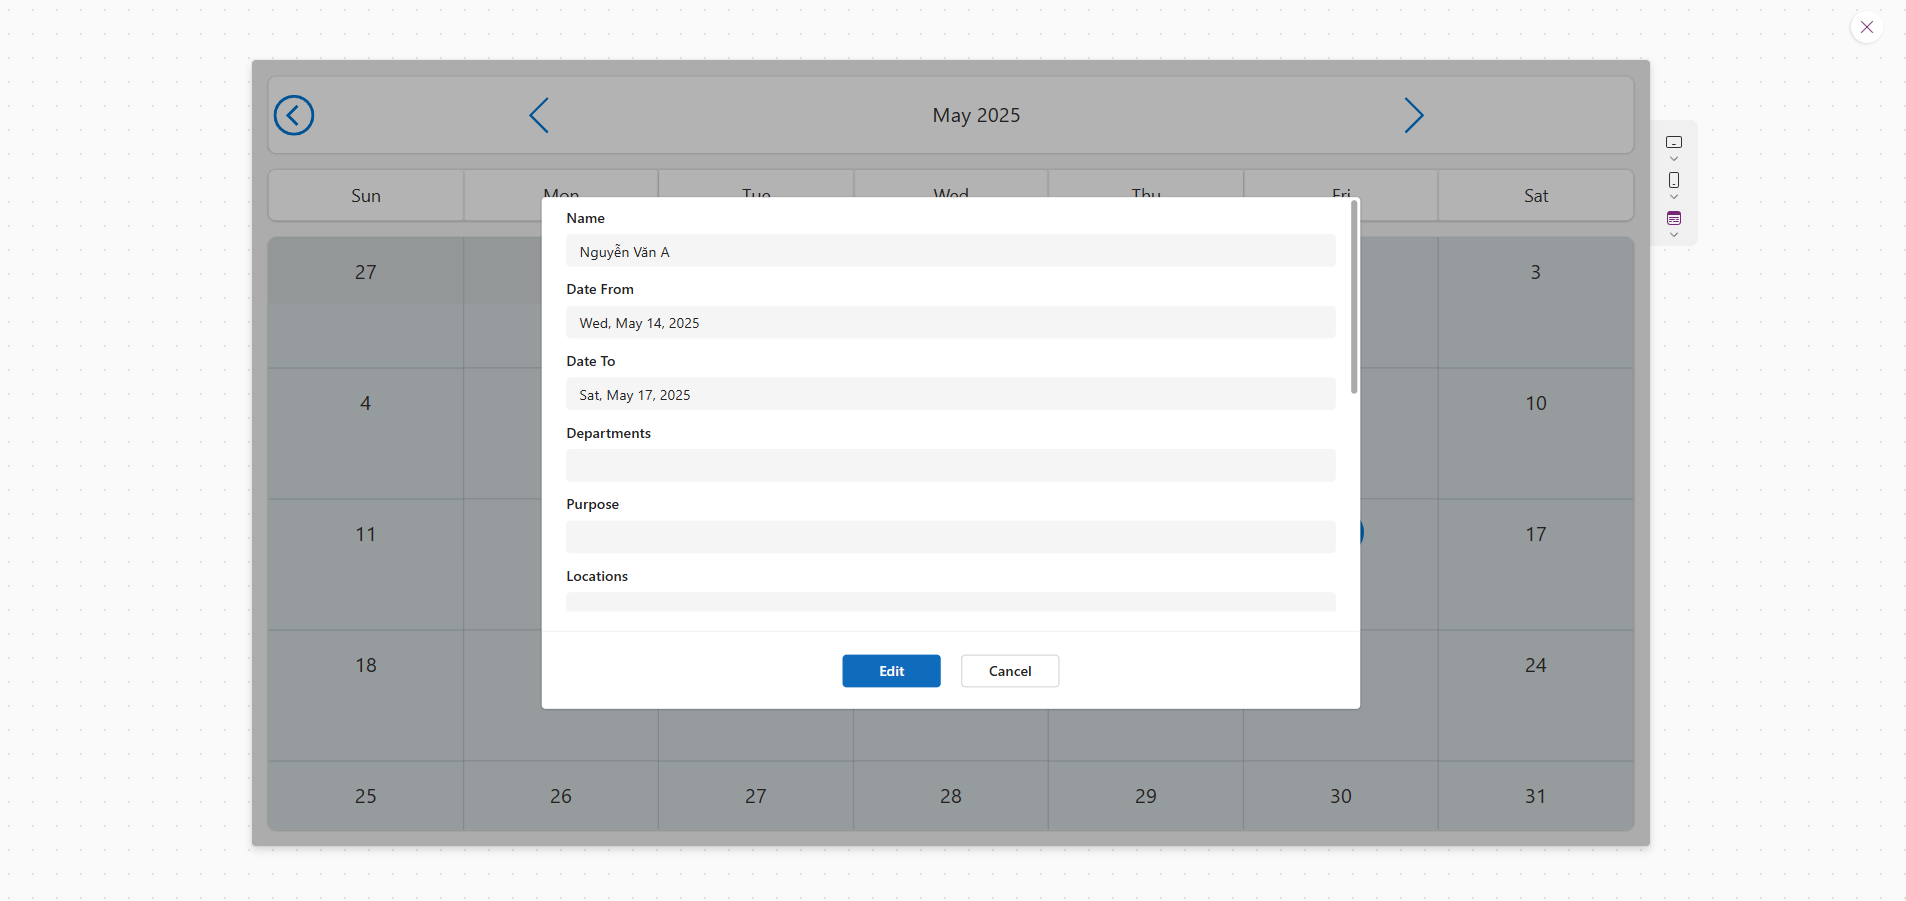 May 2025
Sun Mon Tue Wed Thu Fri Sat
Name
Nguyễn Văn A
Date From
Wed, May 14, 2025
Date To
Sat, May 17, 2025
Departments
Purpose
Locations
Edit Cancel
27 3
4 10
11 17
18 24
25 26 27 28 29 30 31